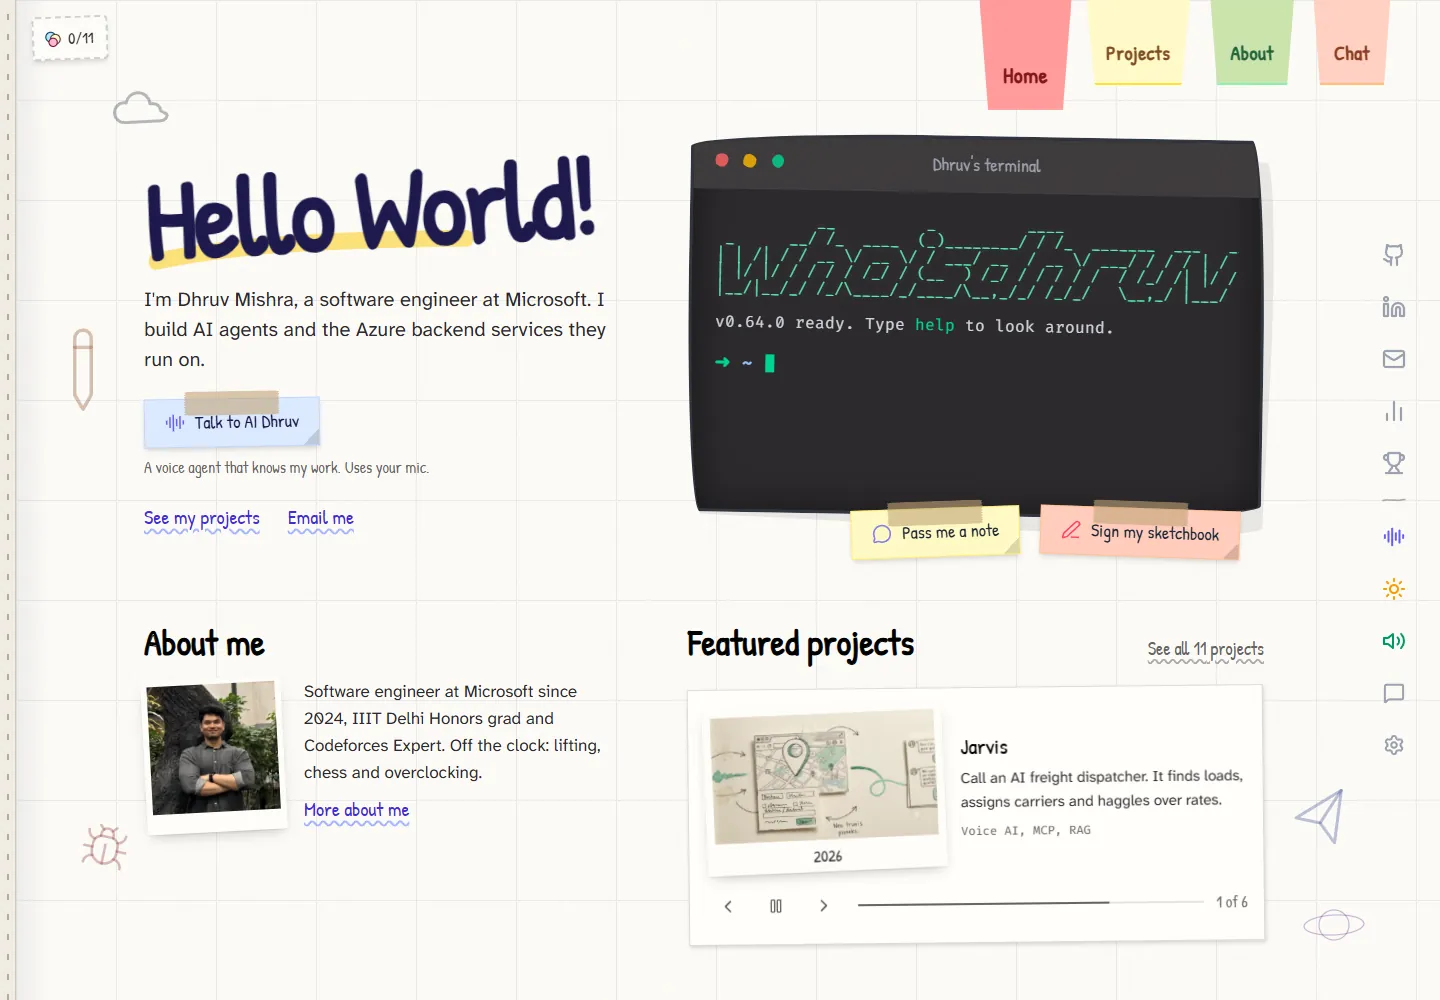 0/11
Home
Projects
About
Chat
Hello World!
I'm Dhruv Mishra, a software engineer at Microsoft. I
build AI agents and the Azure backend services they
run on.
Talk to AI Dhruv
A voice agent that knows my work. Uses your mic.
See my projects
Email me
Dhruv's terminal
whoisdhruv
v0.64.0 ready. Type help to look around.
➜ ~
Pass me a note
Sign my sketchbook
About me
Software engineer at Microsoft since
2024, IIIT Delhi Honors grad and
Codeforces Expert. Off the clock: lifting,
chess and overclocking.
More about me
Featured projects
See all 11 projects
2026
Jarvis
Call an AI freight dispatcher. It finds loads,
assigns carriers and haggles over rates.
Voice AI, MCP, RAG
1 of 6